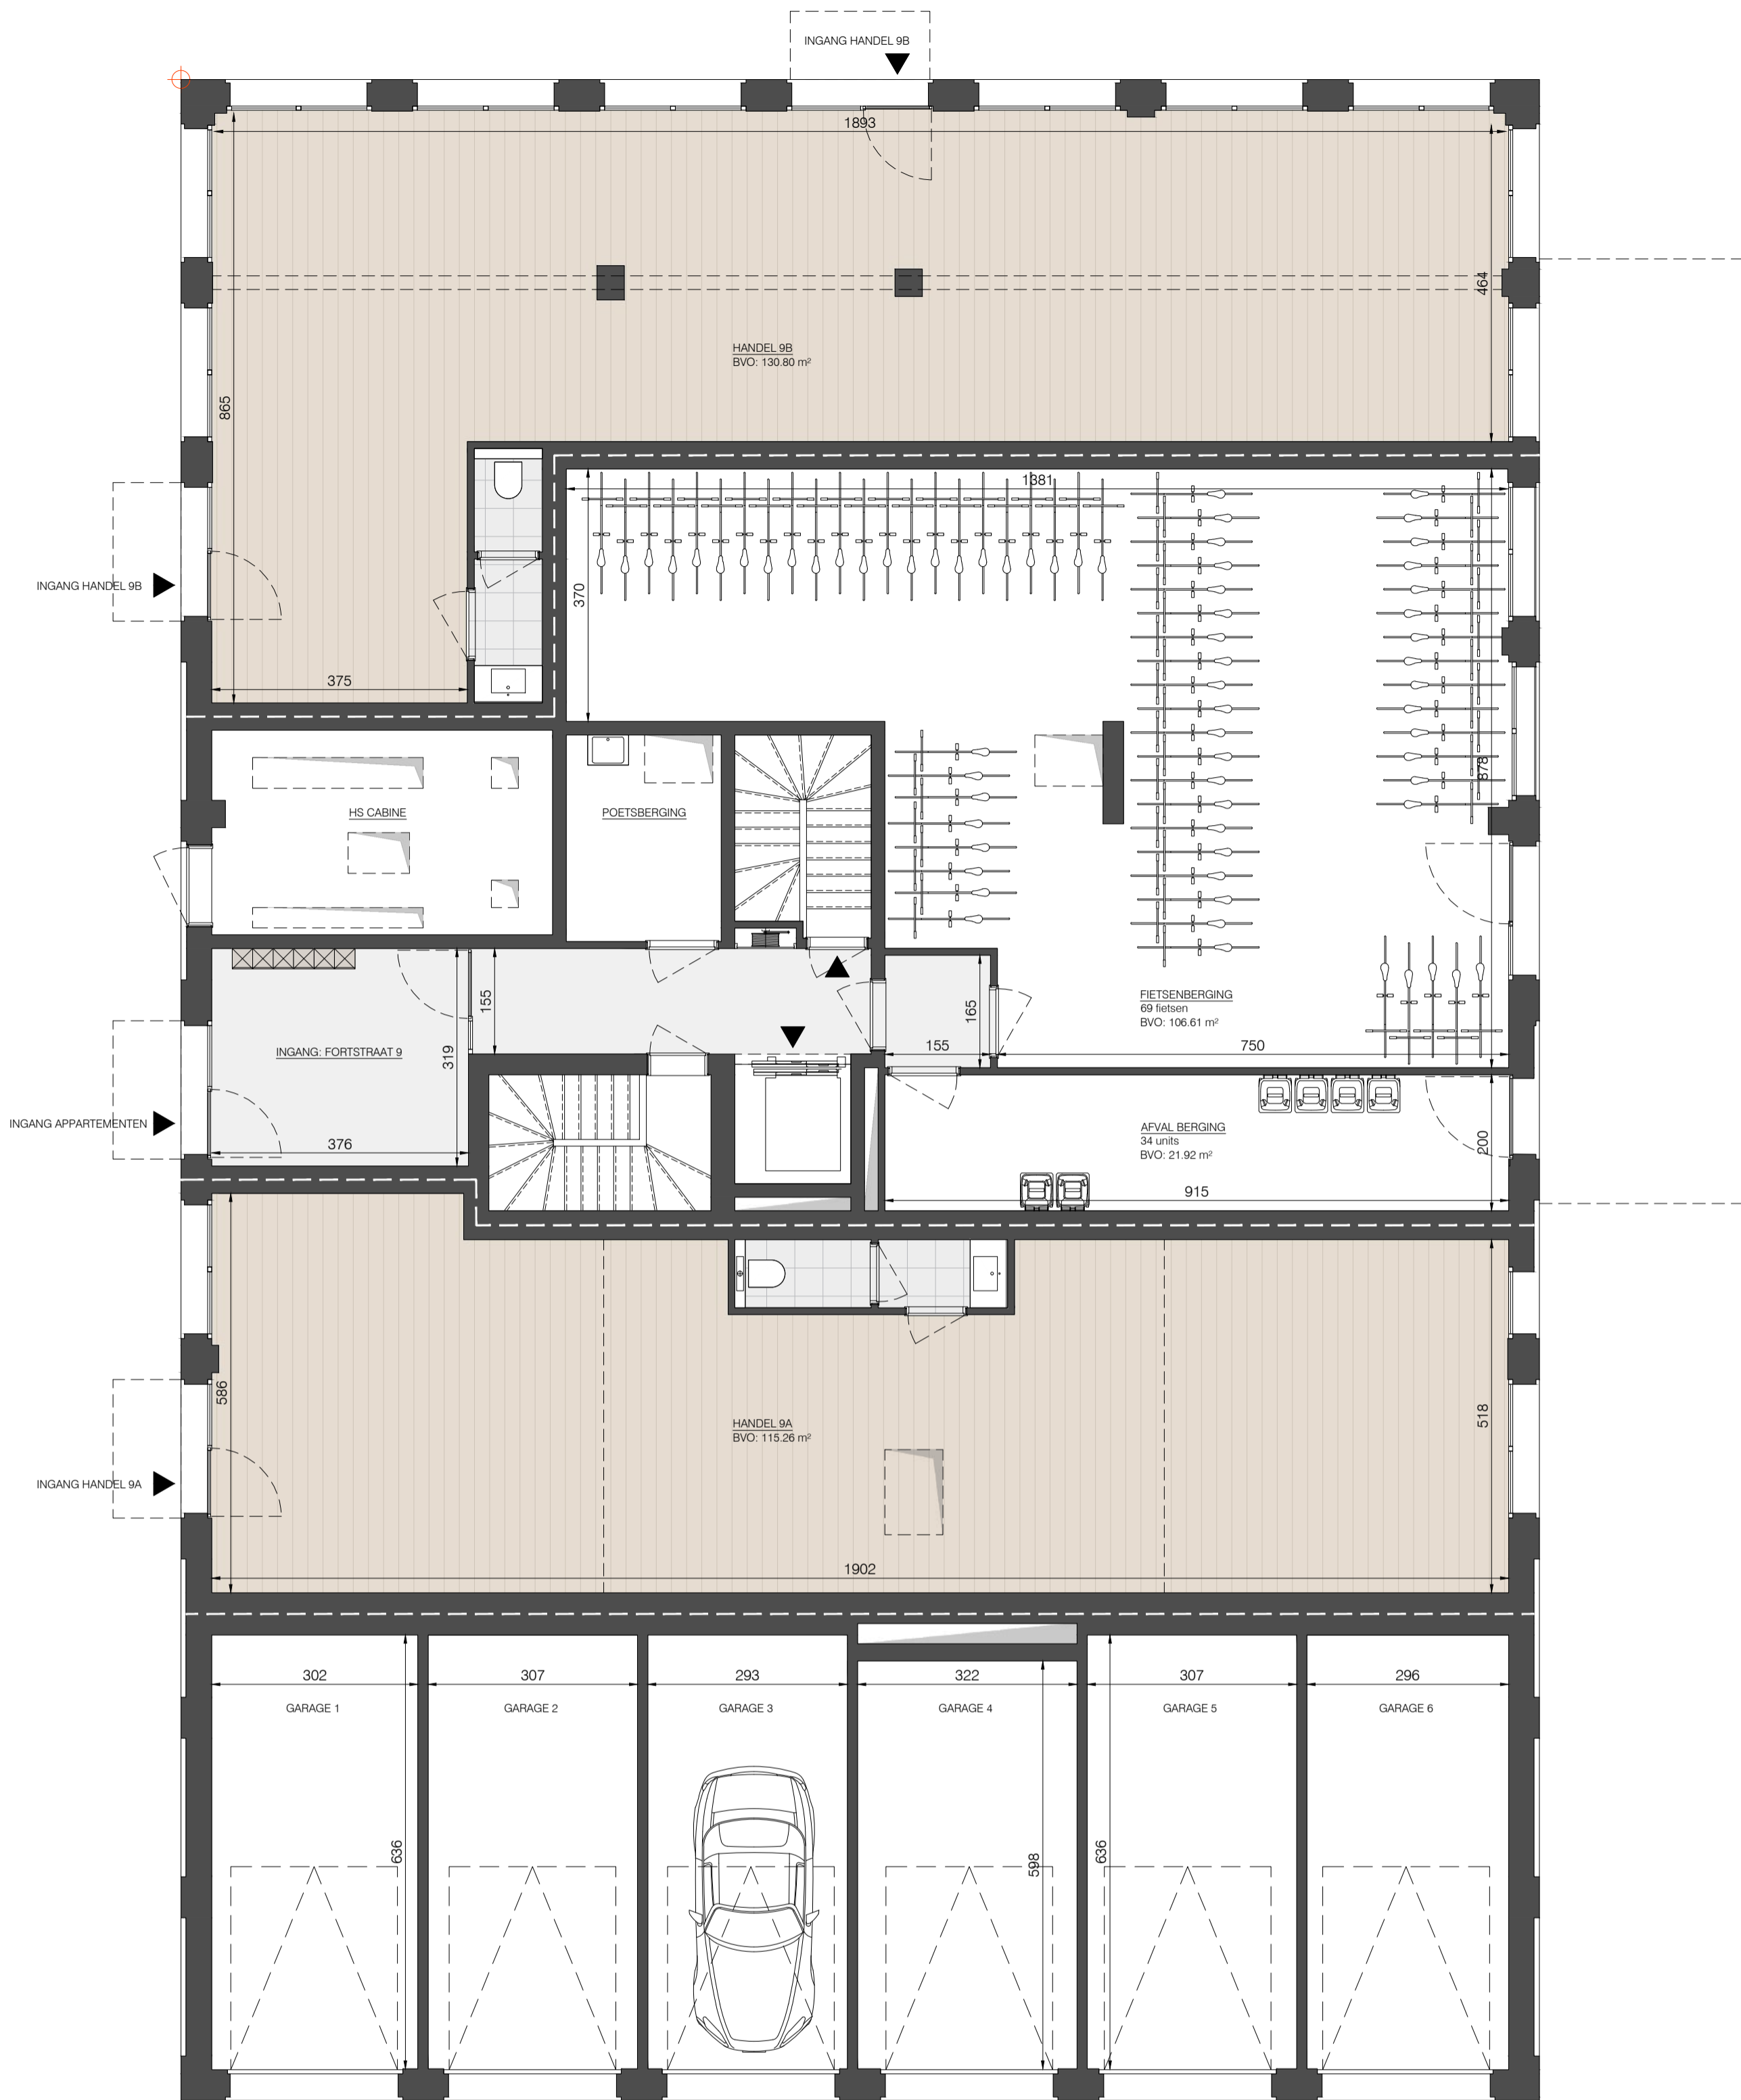 INGANG HANDEL 9B
1893
464
HANDEL 9B
BVO: 130.80 m²
865
1381
370
INGANG HANDEL 9B
375
878
HS CABINE
POETSBERGING
155
165
FIETSENBERGING
69 fietsen
BVO: 106.61 m²
INGANG: FORTSTRAAT 9
319
155
750
INGANG APPARTEMENTEN
376
AFVAL BERGING
34 units
BVO: 21.92 m²
200
915
586
518
HANDEL 9A
BVO: 115.26 m²
INGANG HANDEL 9A
1902
302
307
293
322
307
296
GARAGE 1
GARAGE 2
GARAGE 3
GARAGE 4
GARAGE 5
GARAGE 6
636
598
636